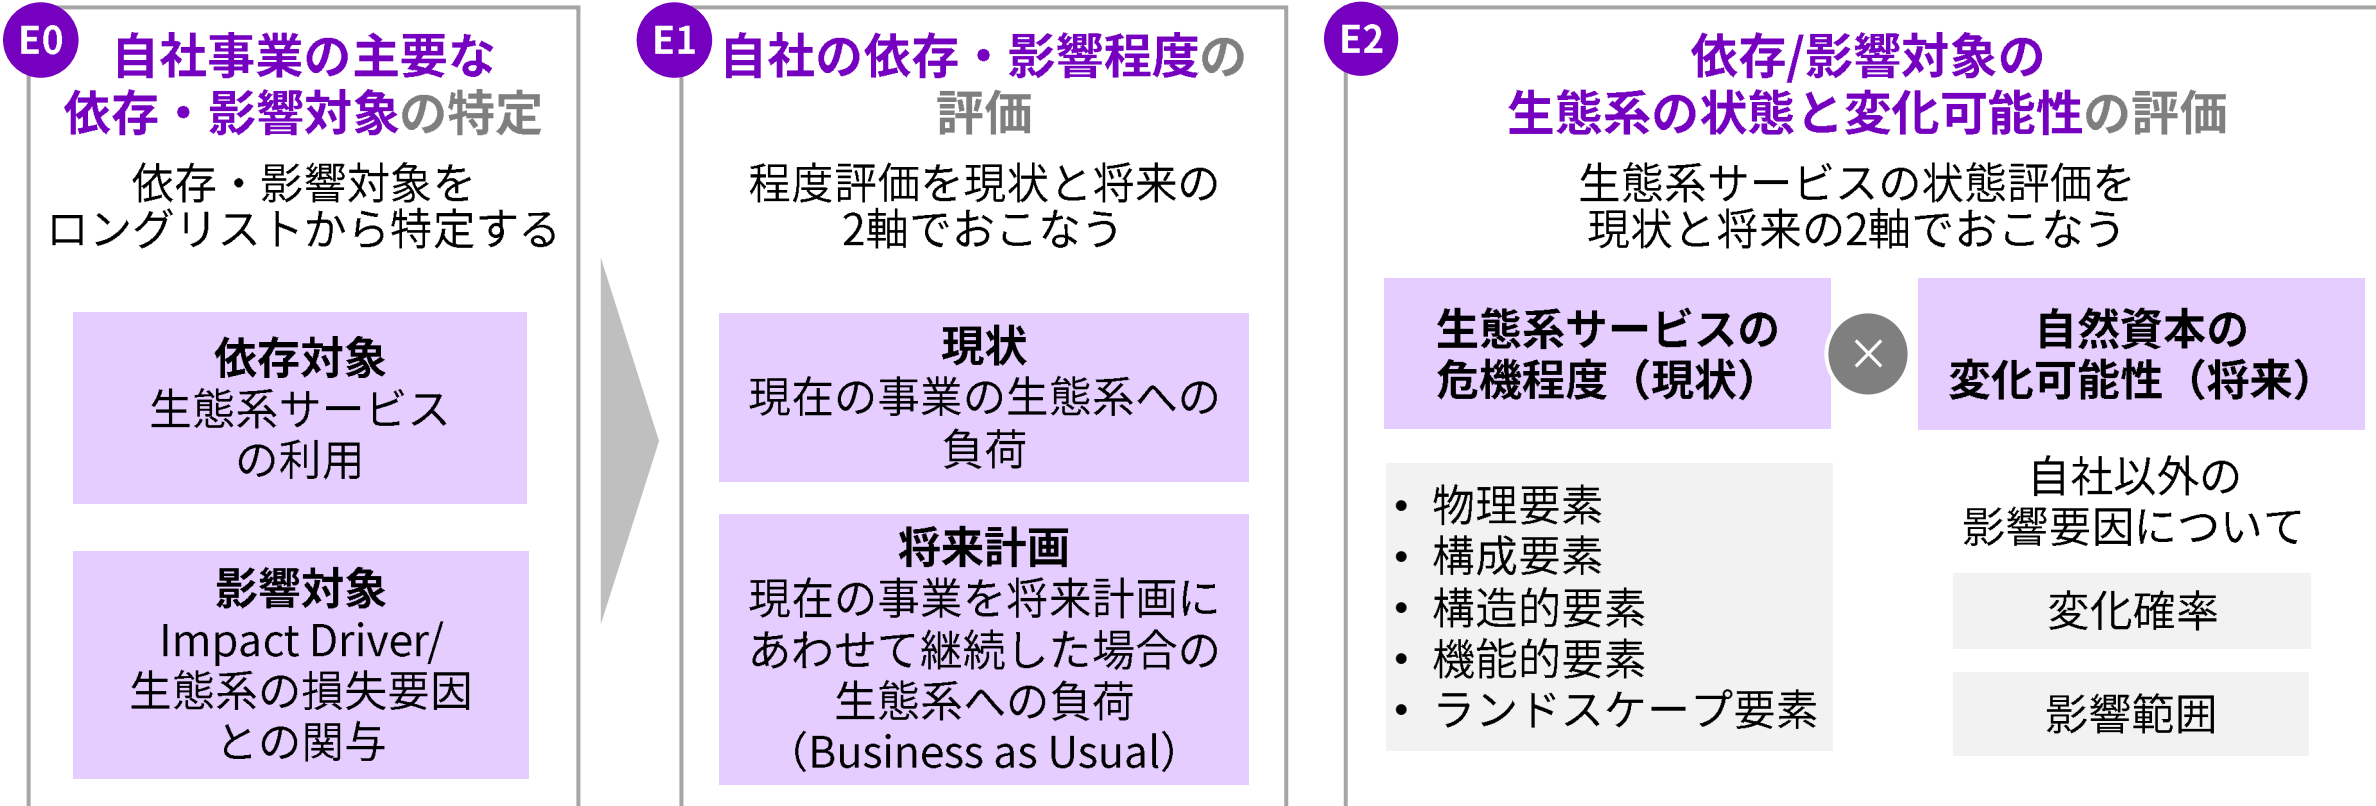 E0
自社事業の主要な
依存・影響対象の特定
依存・影響対象を
ロングリストから特定する
依存対象
生態系サービス
の利用
影響対象
Impact Driver/
生態系の損失要因
との関与
E1
自社の依存・影響程度の
評価
程度評価を現状と将来の
2軸でおこなう
現状
現在の事業の生態系への
負荷
将来計画
現在の事業を将来計画に
あわせて継続した場合の
生態系への負荷
（Business as Usual）
E2
依存/影響対象の
生態系の状態と変化可能性の評価
生態系サービスの状態評価を
現状と将来の2軸でおこなう
生態系サービスの
危機程度（現状）
• 物理要素
• 構成要素
• 構造的要素
• 機能的要素
• ランドスケープ要素
×
自然資本の
変化可能性（将来）
自社以外の
影響要因について
変化確率
影響範囲